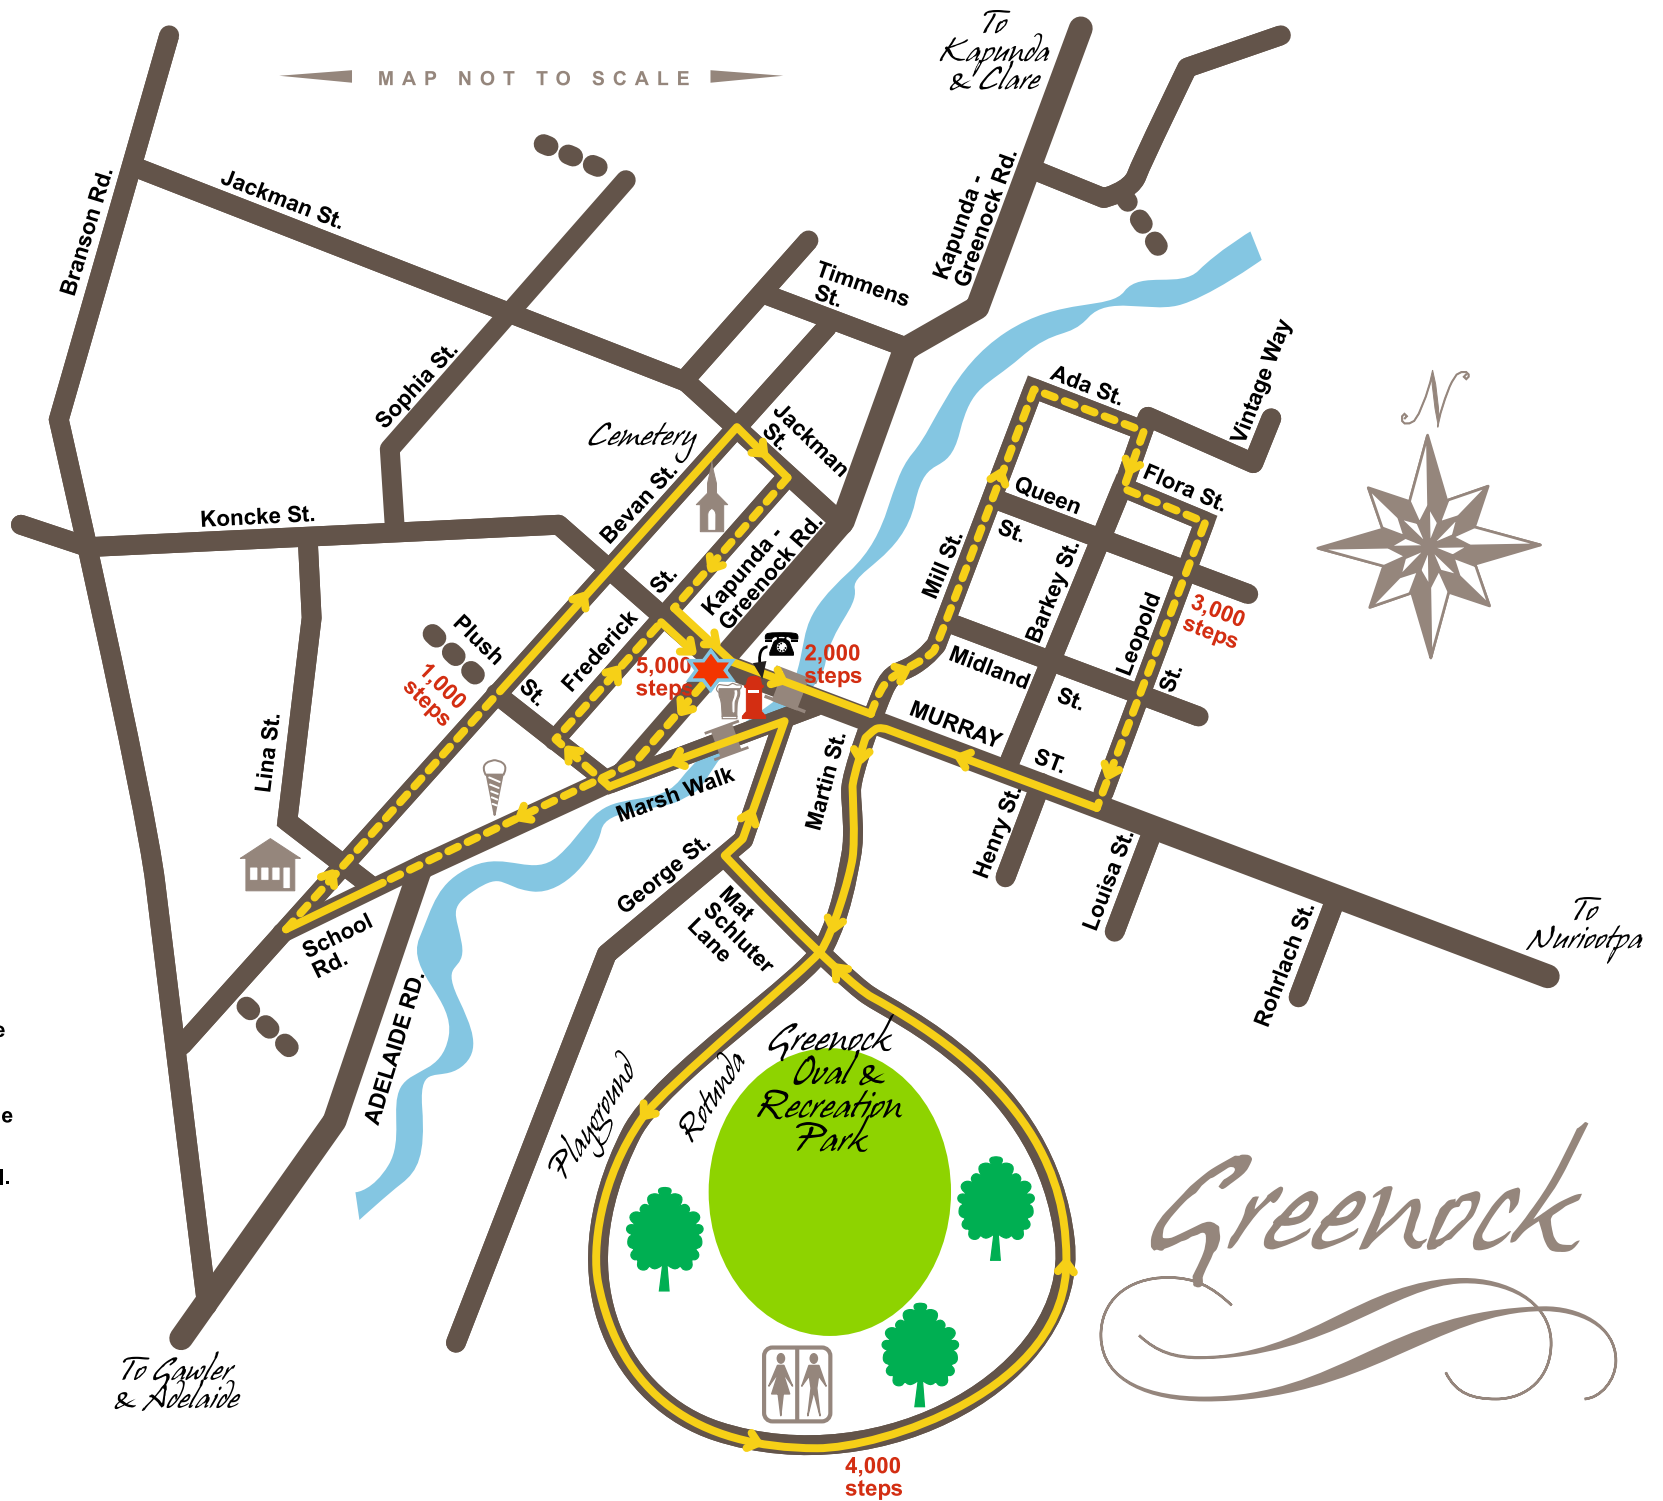 To
Kapunda
& Clare
MAP NOT TO SCALE
Branson Rd.
Jackman St.
Kapunda -
Greenock Rd.
Timmens
St.
Sophia St.
Vintage Way
Ada St.
N
Cemetery
Jackman
St.
Bevan St.
Flora St.
Queen
St.
Koncke St.
Kapunda -
Greenock Rd.
Mill St.
Barkey St.
Leopold
St.
3,000
steps
Plush
St.
Frederick
St.
1,000
steps
5,000
steps
2,000
steps
Midland
St.
MURRAY
ST.
Lina St.
Marsh Walk
Martin St.
Henry St.
Louisa St.
George St.
Mat
Schluter
Lane
School
Rd.
To
Nuriootpa
Rohrlach St.
ADELAIDE RD.
e
e
l.
Playground
Rotunda
Greenock
Oval &
Recreation
Park
Greenock
To Gawler
& Adelaide
4,000
steps